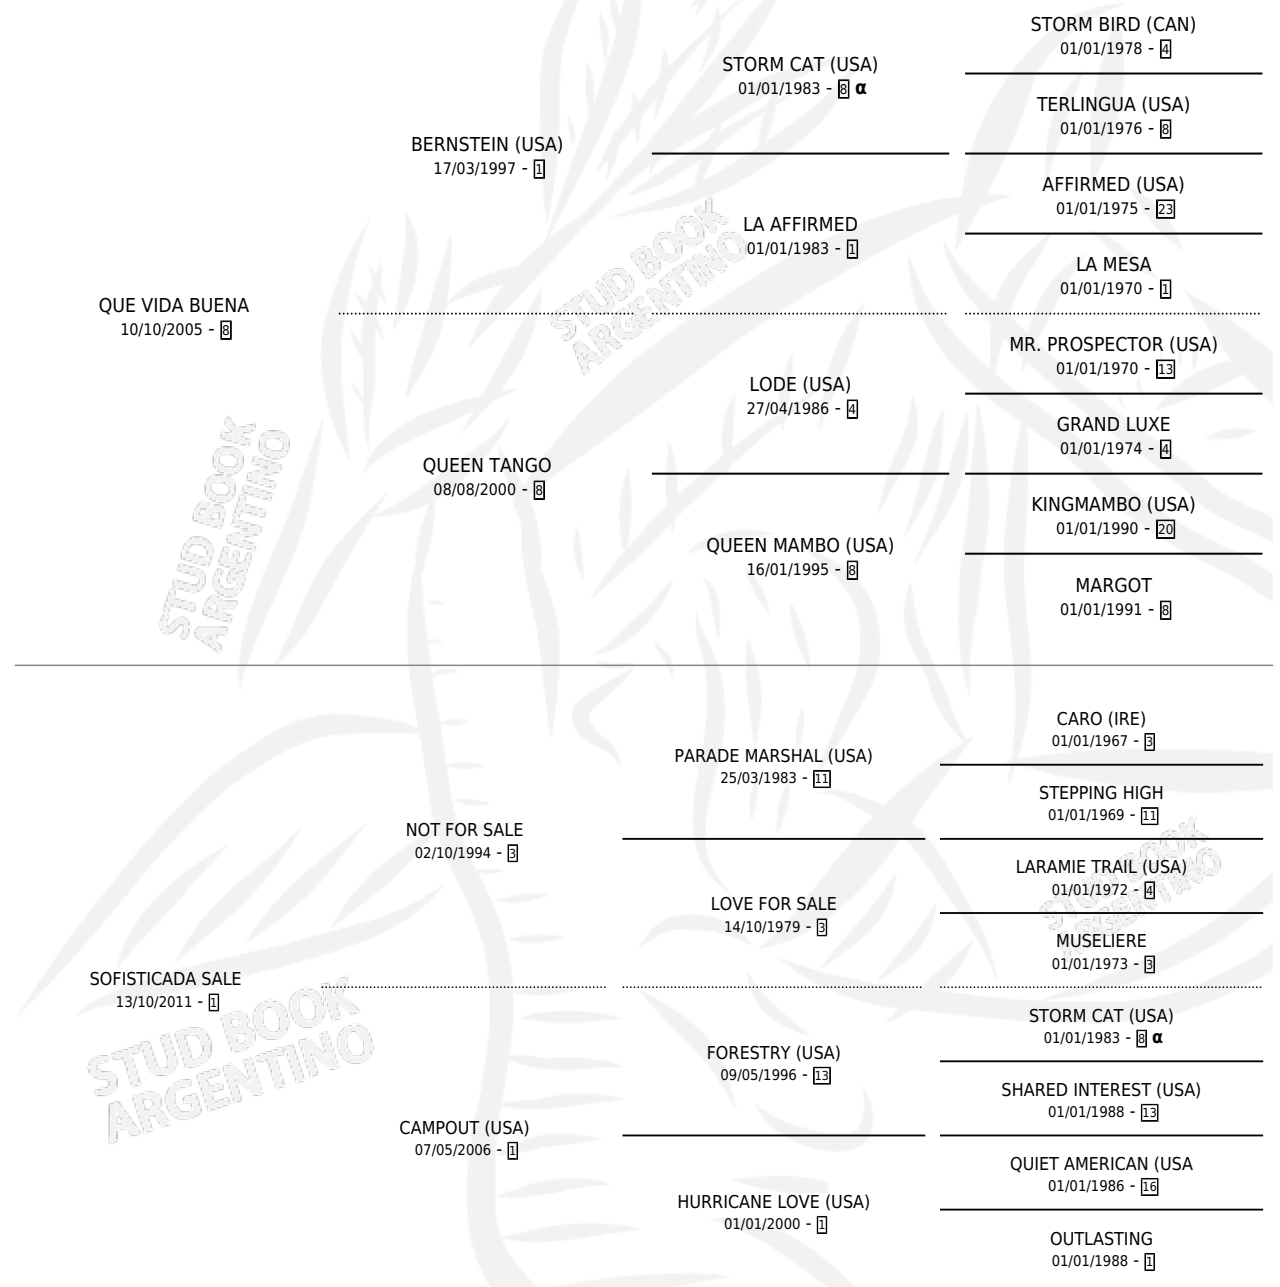 STORM BIRD (CAN)
01/01/1978 - 4
STORM CAT (USA)
01/01/1983 - 8 α
TERLINGUA (USA)
01/01/1976 - 8
BERNSTEIN (USA)
17/03/1997 - 1
AFFIRMED (USA)
01/01/1975 - 23
LA AFFIRMED
01/01/1983 - 1
LA MESA
01/01/1970 - 1
QUE VIDA BUENA
10/10/2005 - 8
MR. PROSPECTOR (USA)
01/01/1970 - 13
LODE (USA)
27/04/1986 - 4
GRAND LUXE
01/01/1974 - 4
QUEEN TANGO
08/08/2000 - 8
KINGMAMBO (USA)
01/01/1990 - 20
QUEEN MAMBO (USA)
16/01/1995 - 8
MARGOT
01/01/1991 - 8
CARO (IRE)
01/01/1967 - 3
PARADE MARSHAL (USA)
25/03/1983 - 11
STEPPING HIGH
01/01/1969 - 11
NOT FOR SALE
02/10/1994 - 3
LARAMIE TRAIL (USA)
01/01/1972 - 4
LOVE FOR SALE
14/10/1979 - 3
MUSELIERE
01/01/1973 - 3
SOFISTICADA SALE
13/10/2011 - 1
STORM CAT (USA)
01/01/1983 - 8 α
FORESTRY (USA)
09/05/1996 - 13
SHARED INTEREST (USA)
01/01/1988 - 13
CAMPOUT (USA)
07/05/2006 - 1
QUIET AMERICAN (USA
01/01/1986 - 16
HURRICANE LOVE (USA)
01/01/2000 - 1
OUTLASTING
01/01/1988 - 1
STUD BOOK
ARGENTINO
STUD BOOK
ARGENTINO
STUD BOOK
ARGENTINO
STUD BOOK
ARGENTINO